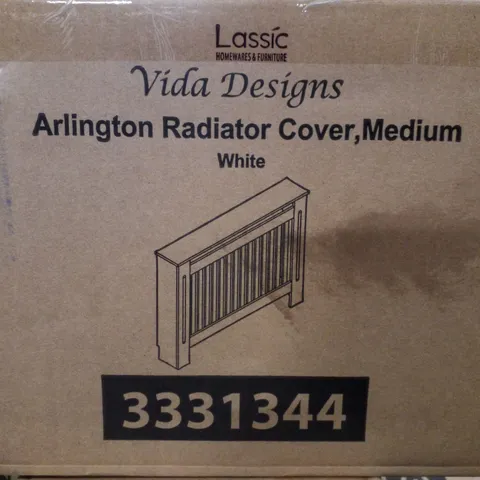 Lassic
HOMEWARES & FURNITURE
Vida Designs
Arlington Radiator Cover,Medium
White
3331344